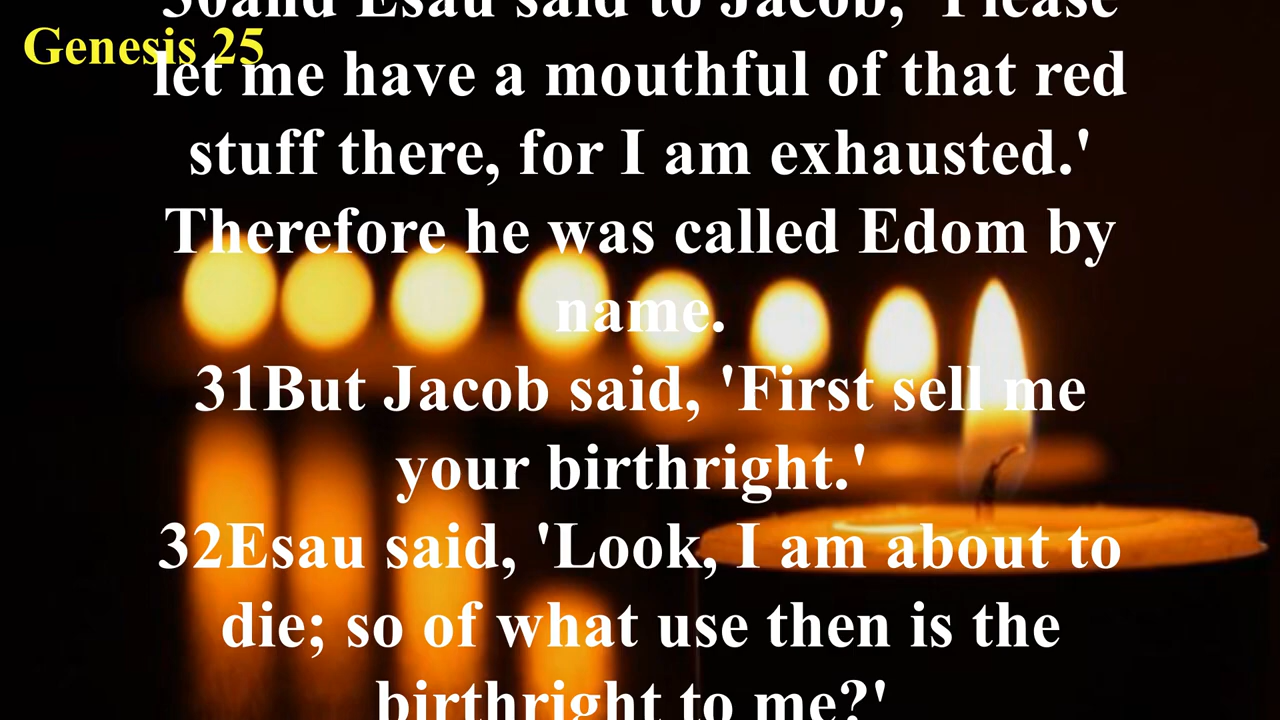 Genesis 25
30and Esau said to Jacob, 'Please
let me have a mouthful of that red
stuff there, for I am exhausted.'
Therefore he was called Edom by
name.
31But Jacob said, 'First sell me
your birthright.'
32Esau said, 'Look, I am about to
die; so of what use then is the
birthright to me?'